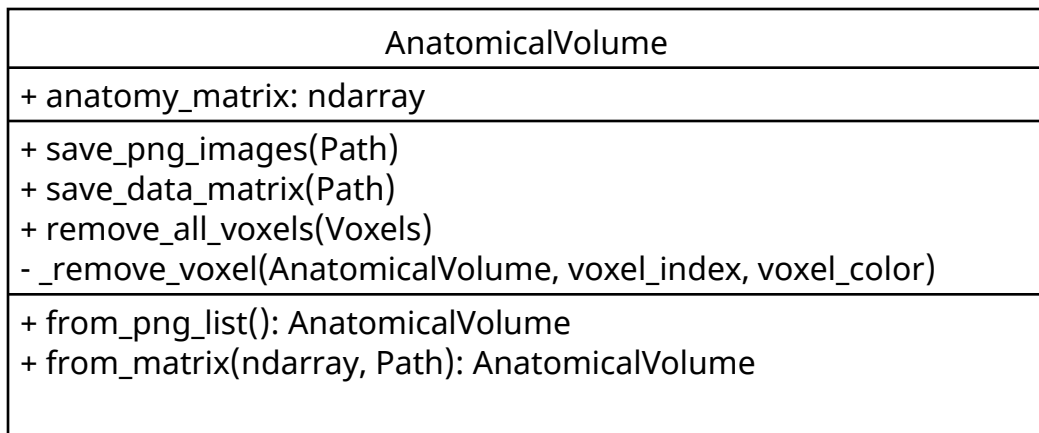 AnatomicalVolume
+ anatomy_matrix: ndarray
+ save_png_images(Path)
+ save_data_matrix(Path)
+ remove_all_voxels(Voxels)
- _remove_voxel(AnatomicalVolume, voxel_index, voxel_color)
+ from_png_list(): AnatomicalVolume
+ from_matrix(ndarray, Path): AnatomicalVolume